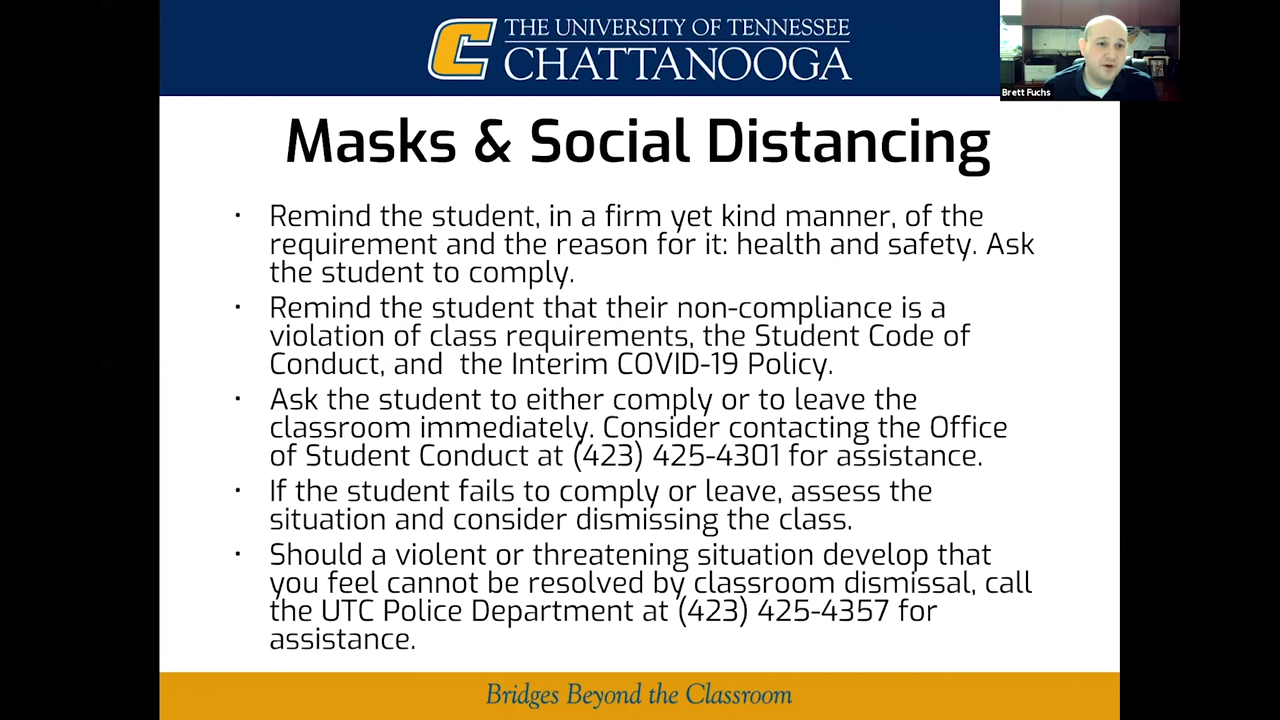 THE UNIVERSITY OF TENNESSEE
CHATTANOOGA
Brett Fuchs
Masks & Social Distancing
• Remind the student, in a firm yet kind manner, of the
requirement and the reason for it: health and safety. Ask
the student to comply.
• Remind the student that their non-compliance is a
violation of class requirements, the Student Code of
Conduct, and  the Interim COVID-19 Policy.
• Ask the student to either comply or to leave the
classroom immediately. Consider contacting the Office
of Student Conduct at (423) 425-4301 for assistance.
• If the student fails to comply or leave, assess the
situation and consider dismissing the class.
• Should a violent or threatening situation develop that
you feel cannot be resolved by classroom dismissal, call
the UTC Police Department at (423) 425-4357 for
assistance.
Bridges Beyond the Classroom